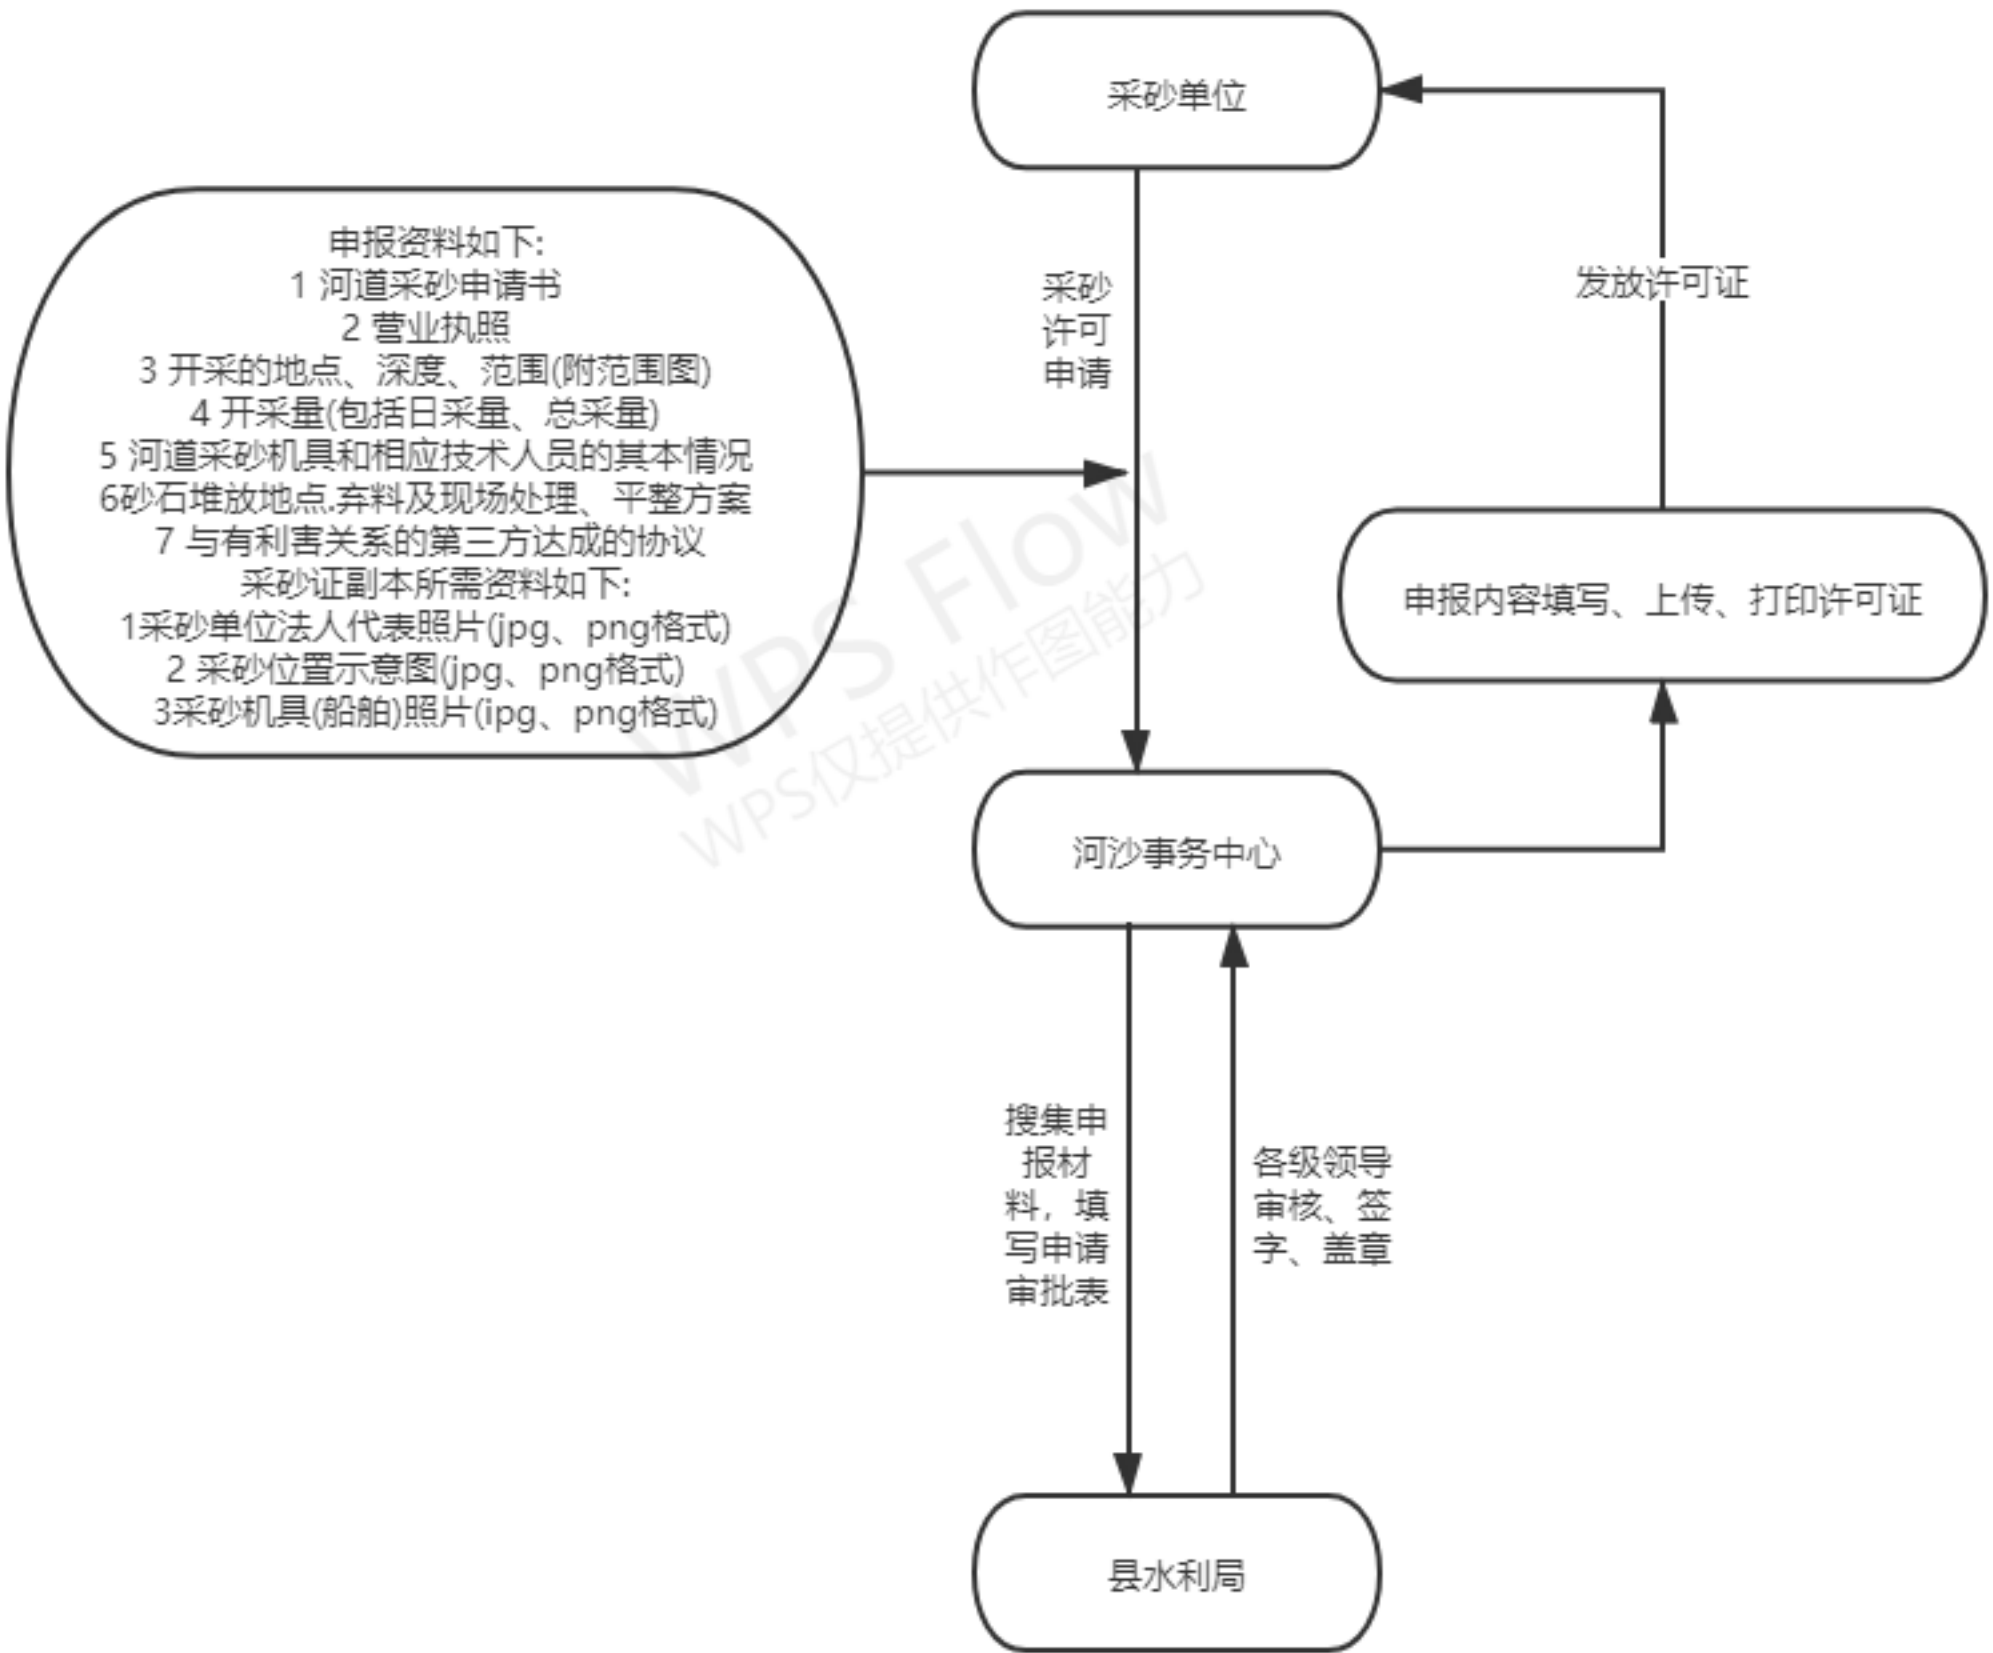 采砂单位
申报资料如下:
1 河道采砂申请书
2 营业执照
3 开采的地点、深度、范围(附范围图)
4 开采量(包括日采量、总采量)
5 河道采砂机具和相应技术人员的其本情况
6砂石堆放地点.弃料及现场处理、平整方案
7 与有利害关系的第三方达成的协议
采砂证副本所需资料如下:
1采砂单位法人代表照片(jpg、png格式)
2 采砂位置示意图(jpg、png格式)
3采砂机具(船舶)照片(ipg、png格式)
采砂
许可
申请
发放许可证
申报内容填写、上传、打印许可证
WPS Flow
WPS仅提供作图能力
河沙事务中心
搜集申
报材
料，填
写申请
审批表
各级领导
审核、签
字、盖章
县水利局